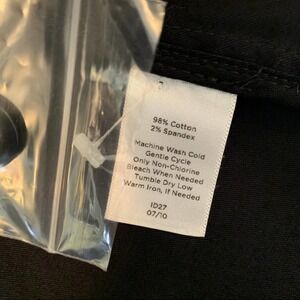 98% Cotton
2% Spandex
Machine Wash Cold
Gentle Cycle
Only Non-Chlorine
Bleach When Needed
Tumble Dry Low
Warm Iron, If Needed
ID27
07/10